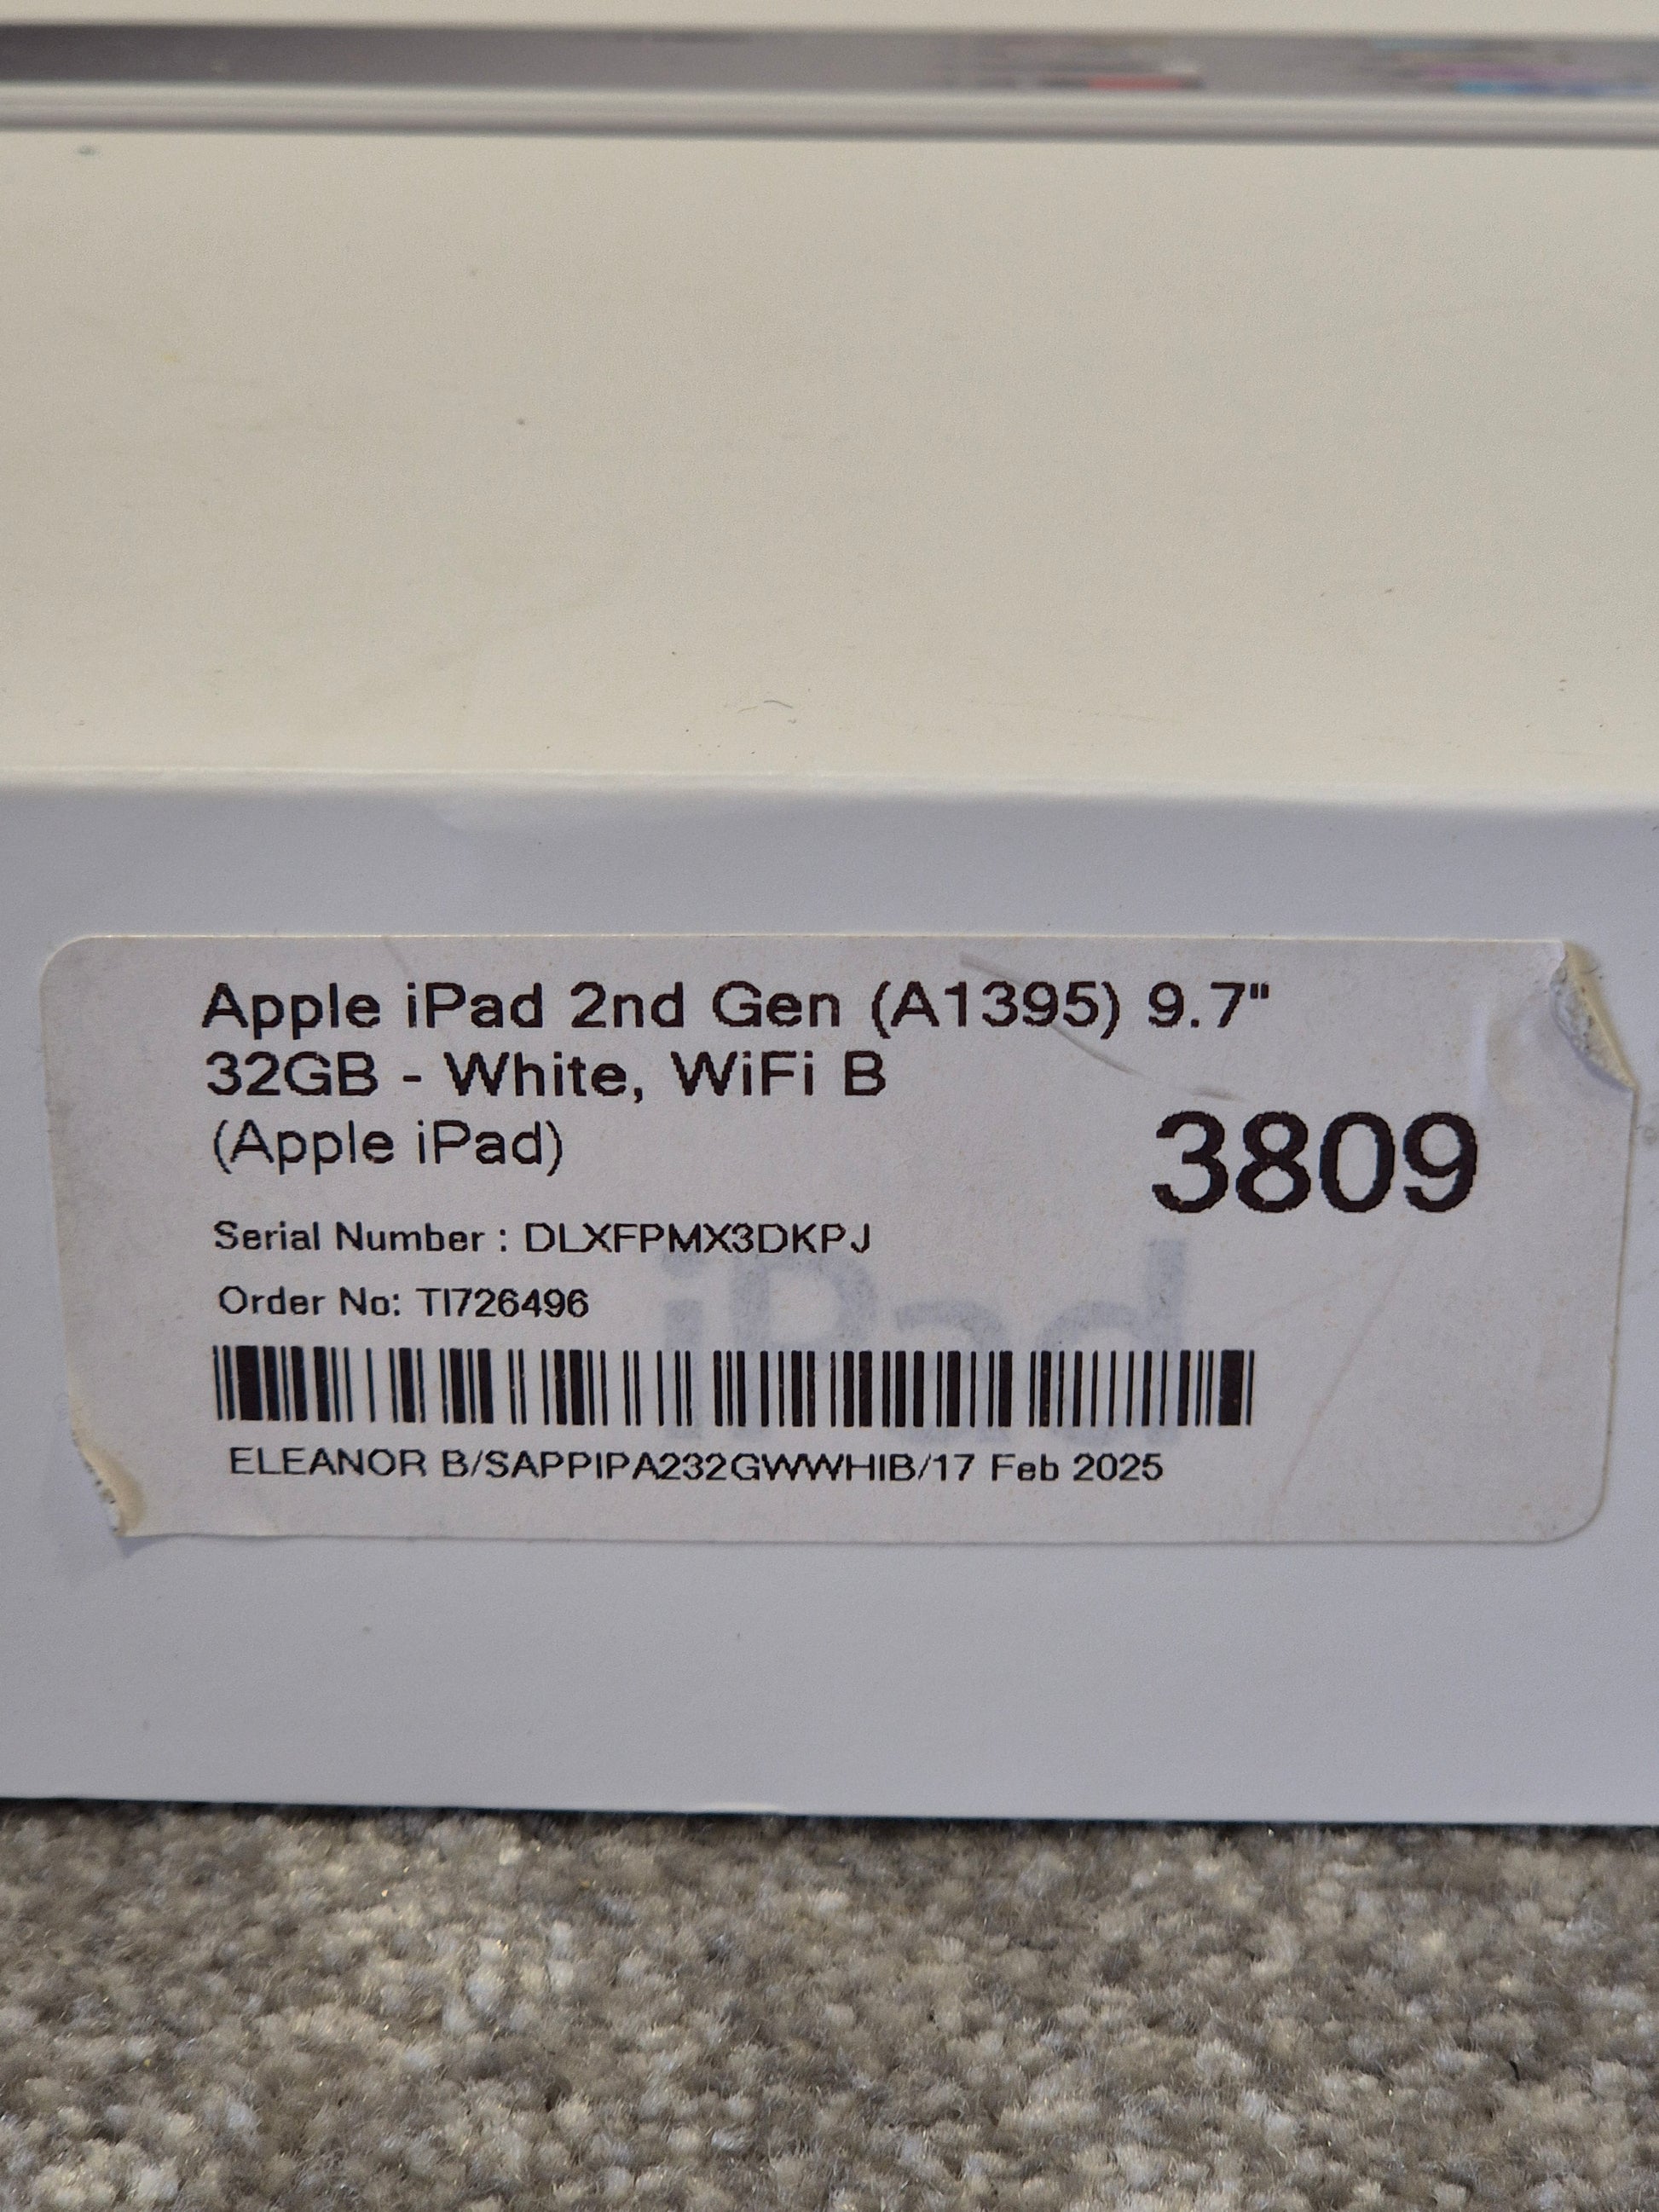 Apple iPad 2nd Gen (A1395) 9.7"
32GB - White, WiFi B
(Apple iPad)
3809
Serial Number : DLXFPMX3DKPJ
Order No: TI726496
iPad
ELEANOR B/SAPPIPA232GWWHIB/17 Feb 2025